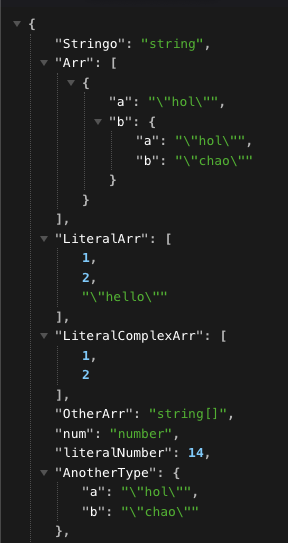 {
"Stringo": "string",
"Arr": [
{
"a": "\"hol\"",
"b": {
"a": "\"hol\"",
"b": "\"chao\""
}
}
],
"LiteralArr": [
1,
2,
"\"hello\""
],
"LiteralComplexArr": [
1,
2
],
"OtherArr": "string[]",
"num": "number",
"literalNumber": 14,
"AnotherType": {
"a": "\"hol\"",
"b": "\"chao\""
},